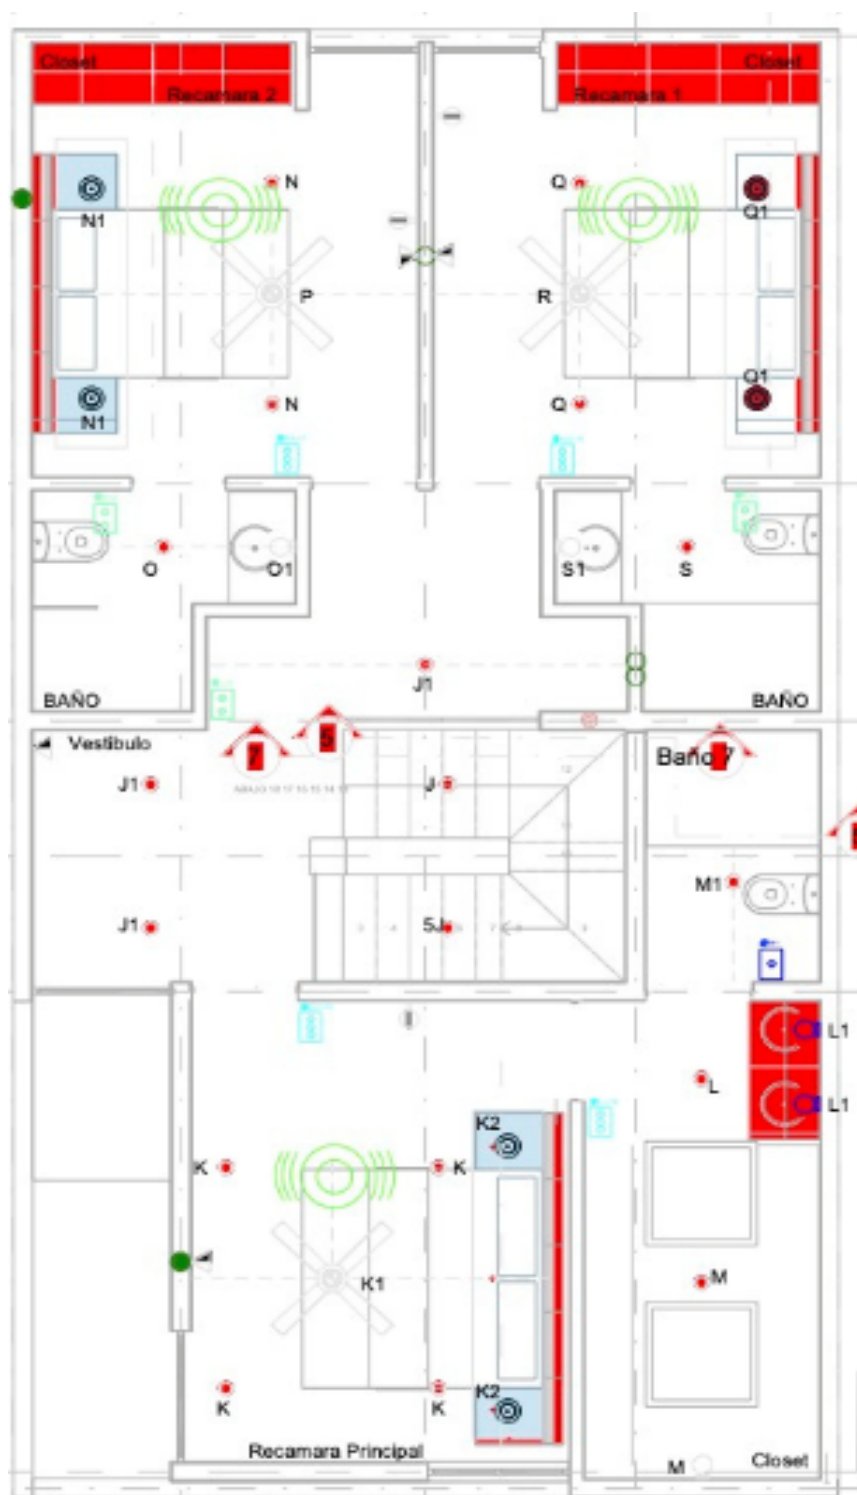 Closet
Closet
Recamara 2
Recamara 1
N
Q
N1
Q1
P
R
N
Q
Q1
N1
O
O1
S1
S
J1
BAÑO
BAÑO
Vestibulo
7
5
Baño 7
J1
J
12
M1
J1
5J
L1
L
L1
K2
K
K
K1
M
K2
K
K
Recamara Principal
Closet
M